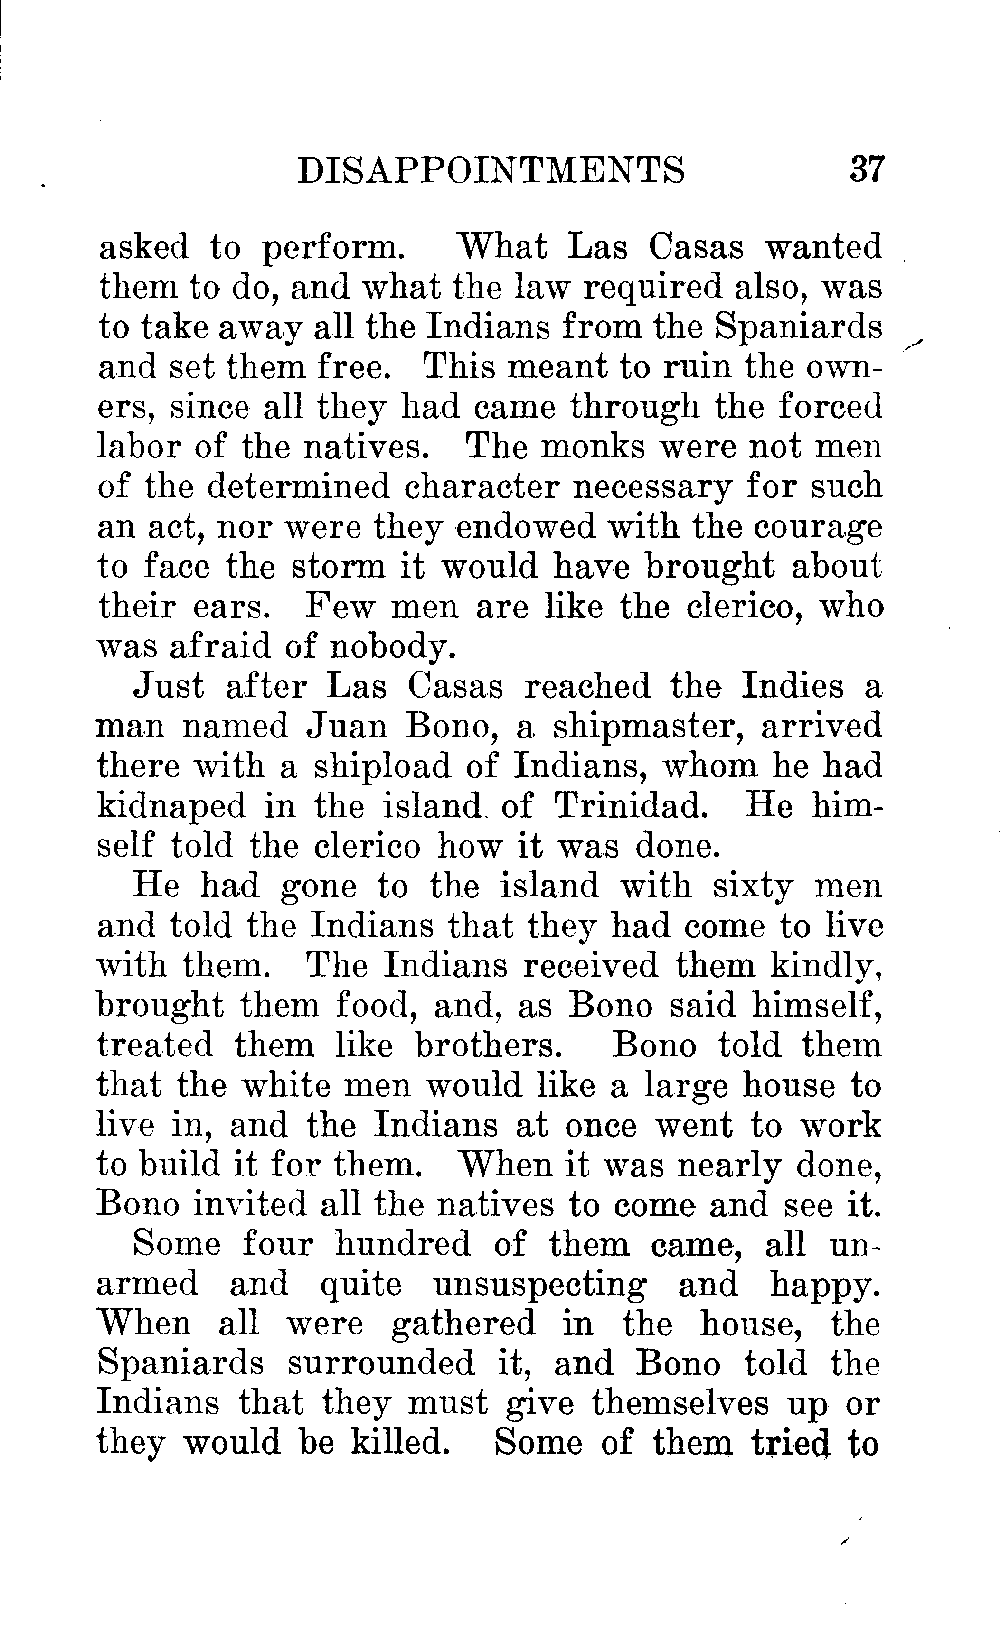 DISAPPOINTMENTS 37
asked to perform. What Las Casas wanted
them to do, and what the law required also, was
to take away all the Indians from the Spaniards
and set them free. This meant to ruin the own-
ers, since all they had came through the forced
labor of the natives. The monks were not men
of the determined character necessary for such
an act, nor were they endowed with the courage
to face the storm it would have brought about
their ears. Few men are like the clerico, who
was afraid of nobody.
Just after Las Casas reached the Indies a
man named Juan Bono, a shipmaster, arrived
there with a shipload of Indians, whom he had
kidnaped in the island of Trinidad. He him-
self told the clerico how it was done.
He had gone to the island with sixty men
and told the Indians that they had come to live
with them. The Indians received them kindly,
brought them food, and, as Bono said himself,
treated them like brothers. Bono told them
that the white men would like a large house to
live in, and the Indians at once went to work
to build it for them. When it was nearly done,
Bono invited all the natives to come and see it.
Some four hundred of them came, all un-
armed and quite unsuspecting and happy.
When all were gathered in the house, the
Spaniards surrounded it, and Bono told the
Indians that they must give themselves up or
they would be killed. Some of them tried to